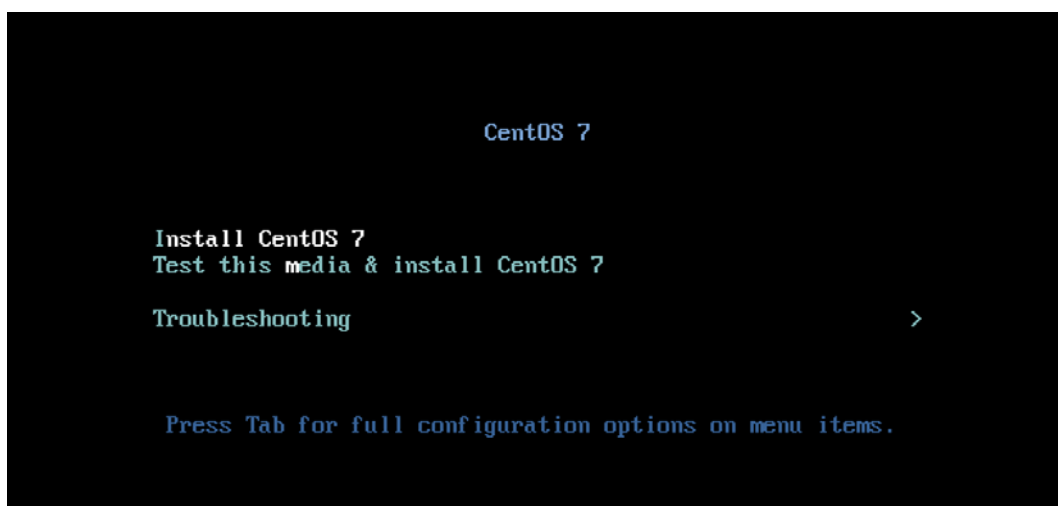 CentOS 7
Install CentOS 7
Test this media & install CentOS 7
Troubleshooting >
Press Tab for full configuration options on menu items.